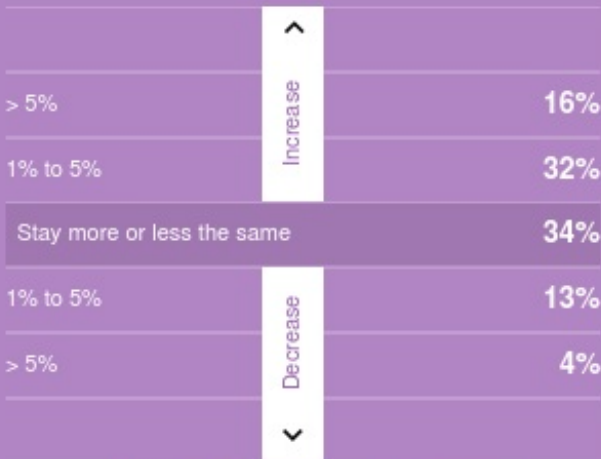 > 5% 16%
Increase
1% to 5% 32%
Stay more or less the same 34%
1% to 5% 13%
Decrease
> 5% 4%